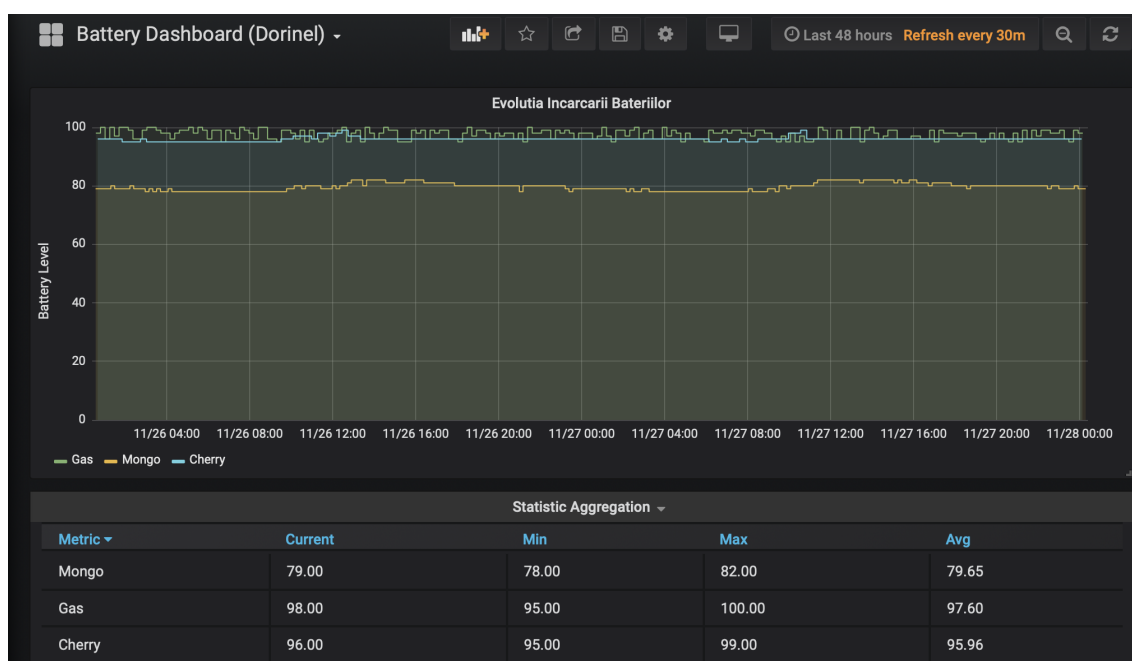 Battery Dashboard (Dorinel)
Last 48 hours Refresh every 30m
Evolutia Incarcarii Bateriilor
Battery Level
100
80
60
40
20
0
11/26 04:00 11/26 08:00 11/26 12:00 11/26 16:00 11/26 20:00 11/27 00:00 11/27 04:00 11/27 08:00 11/27 12:00 11/27 16:00 11/27 20:00 11/28 00:00
Gas Mongo Cherry
Statistic Aggregation
Metric Current Min Max Avg
Mongo 79.00 78.00 82.00 79.65
Gas 98.00 95.00 100.00 97.60
Cherry 96.00 95.00 99.00 95.96